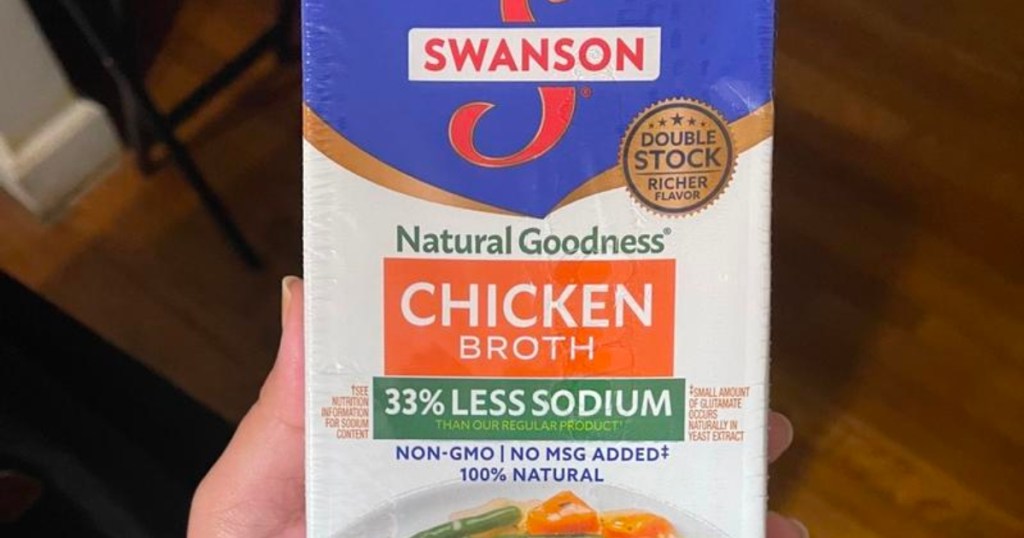 SWANSON
®
DOUBLE
STOCK
RICHER
FLAVOR
Natural Goodness®
CHICKEN
BROTH
†SEE
NUTRITION
INFORMATION
FOR SODIUM
CONTENT
33% LESS SODIUM
THAN OUR REGULAR PRODUCT†
‡SMALL AMOUNT
OF GLUTAMATE
OCCURS
NATURALLY IN
YEAST EXTRACT
NON-GMO | NO MSG ADDED‡
100% NATURAL